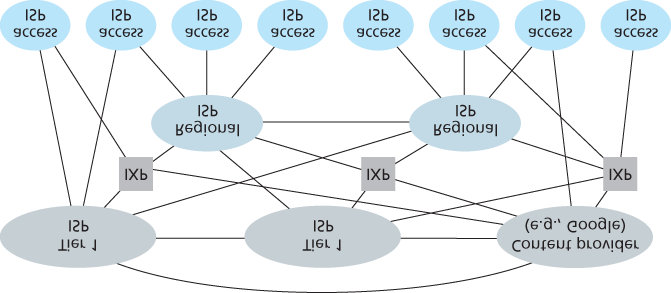 Tier 1
ISP
Tier 1
ISP
Content provider
(e.g., Google)
IXP
IXP
IXP
Regional
ISP
Regional
ISP
access
ISP
access
ISP
access
ISP
access
ISP
access
ISP
access
ISP
access
ISP
access
ISP